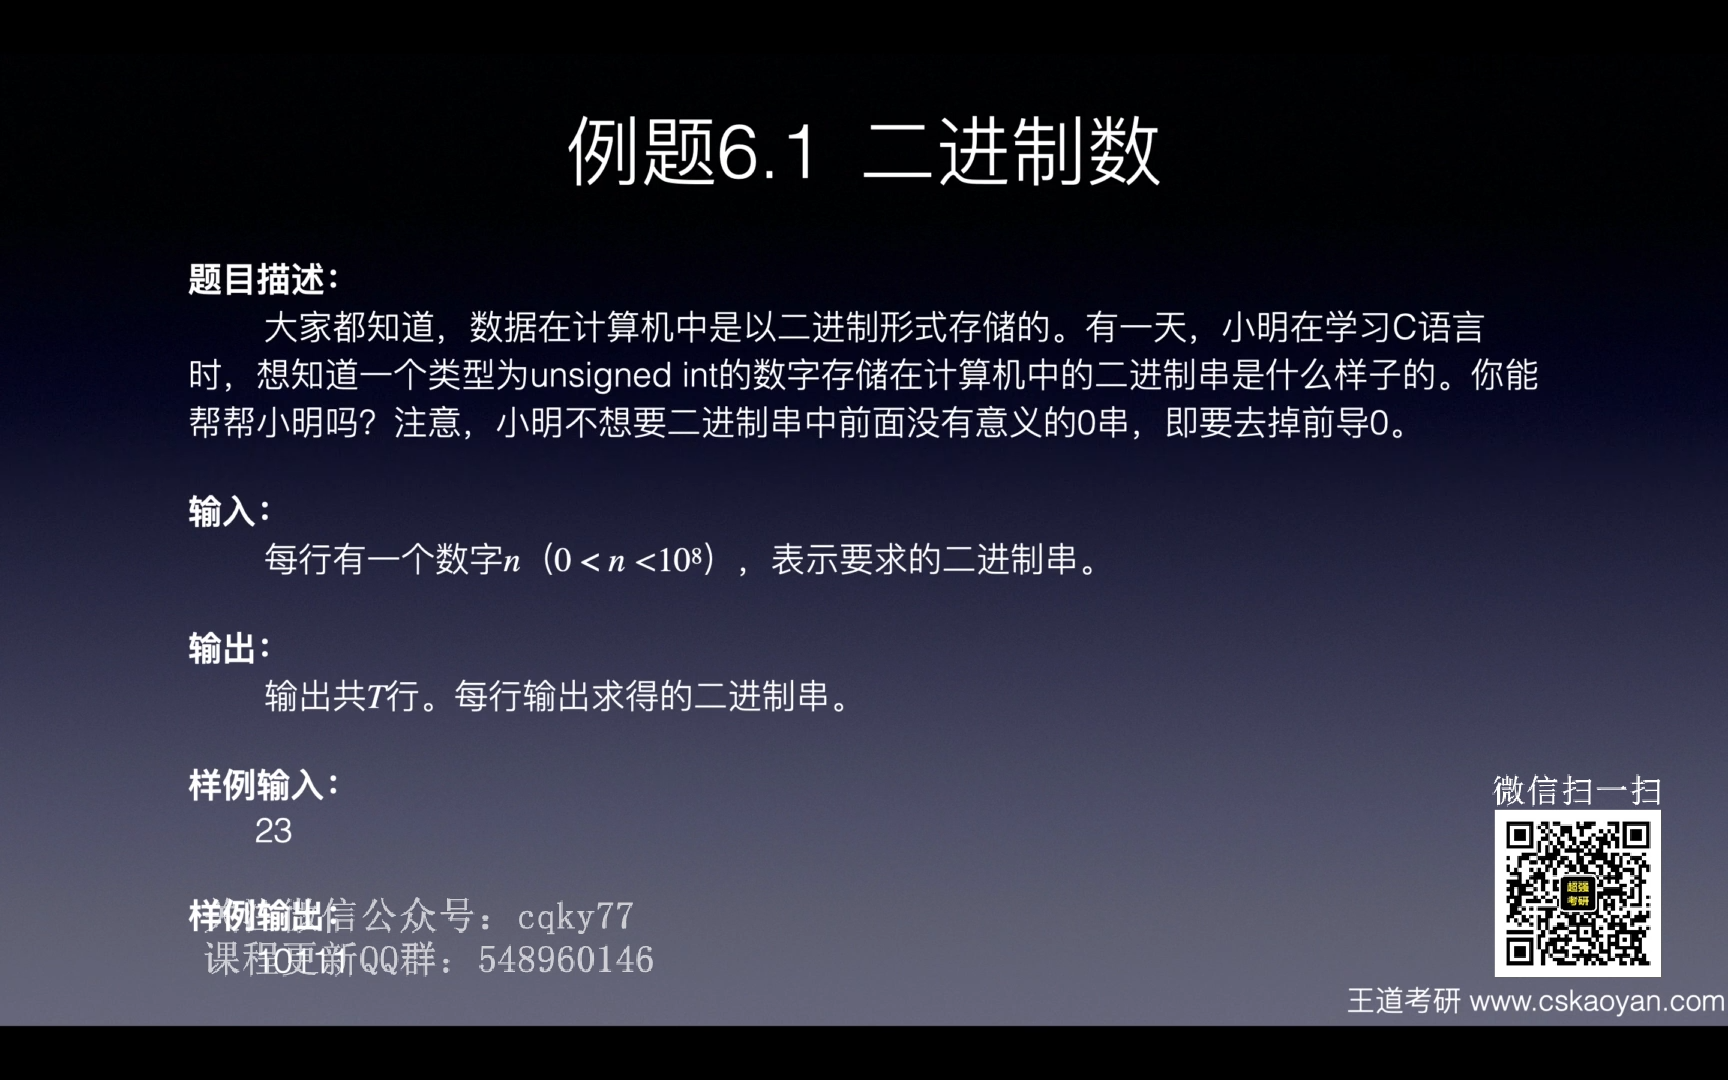 例题6.1 二进制数
题目描述：
大家都知道，数据在计算机中是以二进制形式存储的。有一天，小明在学习C语言
时，想知道一个类型为unsigned int的数字存储在计算机中的二进制串是什么样子的。你能
帮帮小明吗？注意，小明不想要二进制串中前面没有意义的0串，即要去掉前导0。
输入：
每行有一个数字n（0 < n <10⁸），表示要求的二进制串。
输出：
输出共T行。每行输出求得的二进制串。
样例输入：
23
样例输出：
微信公众号：cqky77
10111
课程更新QQ群：548960146
微信扫一扫
超强
考研
王道考研 www.cskaoyan.com